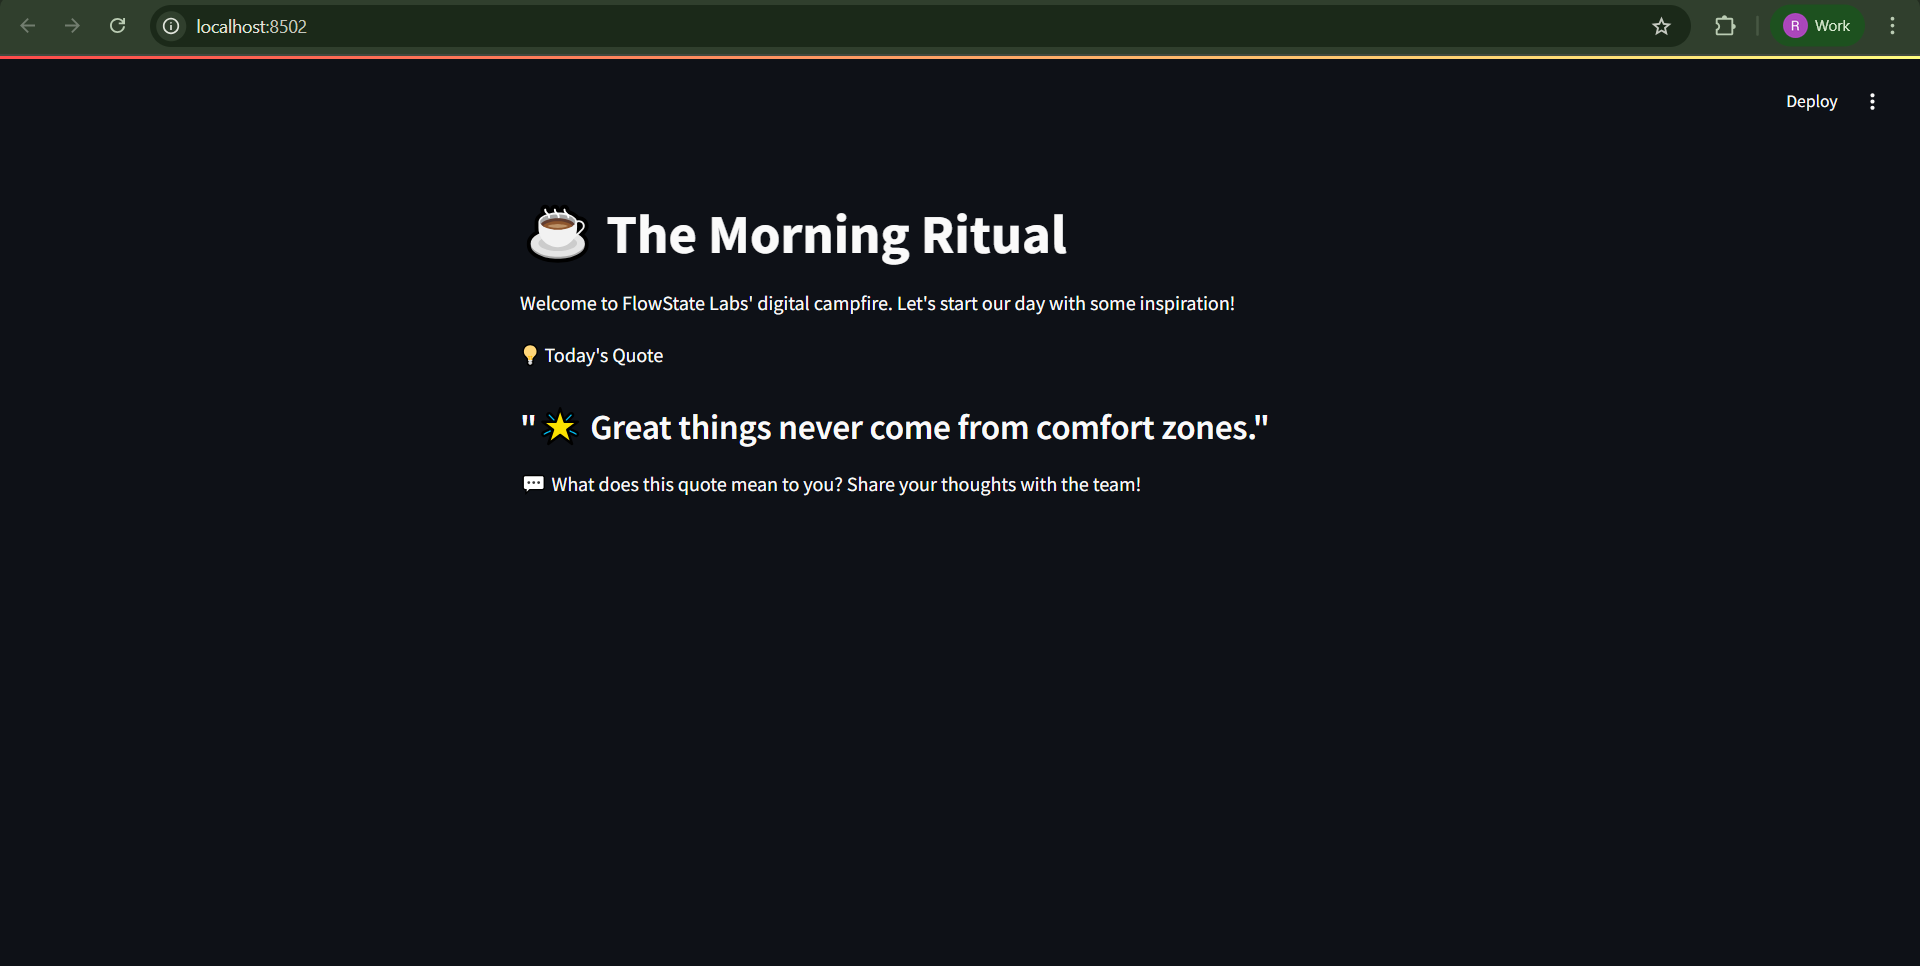 localhost:8502
R Work
Deploy
☕ The Morning Ritual
Welcome to FlowState Labs' digital campfire. Let's start our day with some inspiration!
💡 Today's Quote
"🌟 Great things never come from comfort zones."
💬 What does this quote mean to you? Share your thoughts with the team!